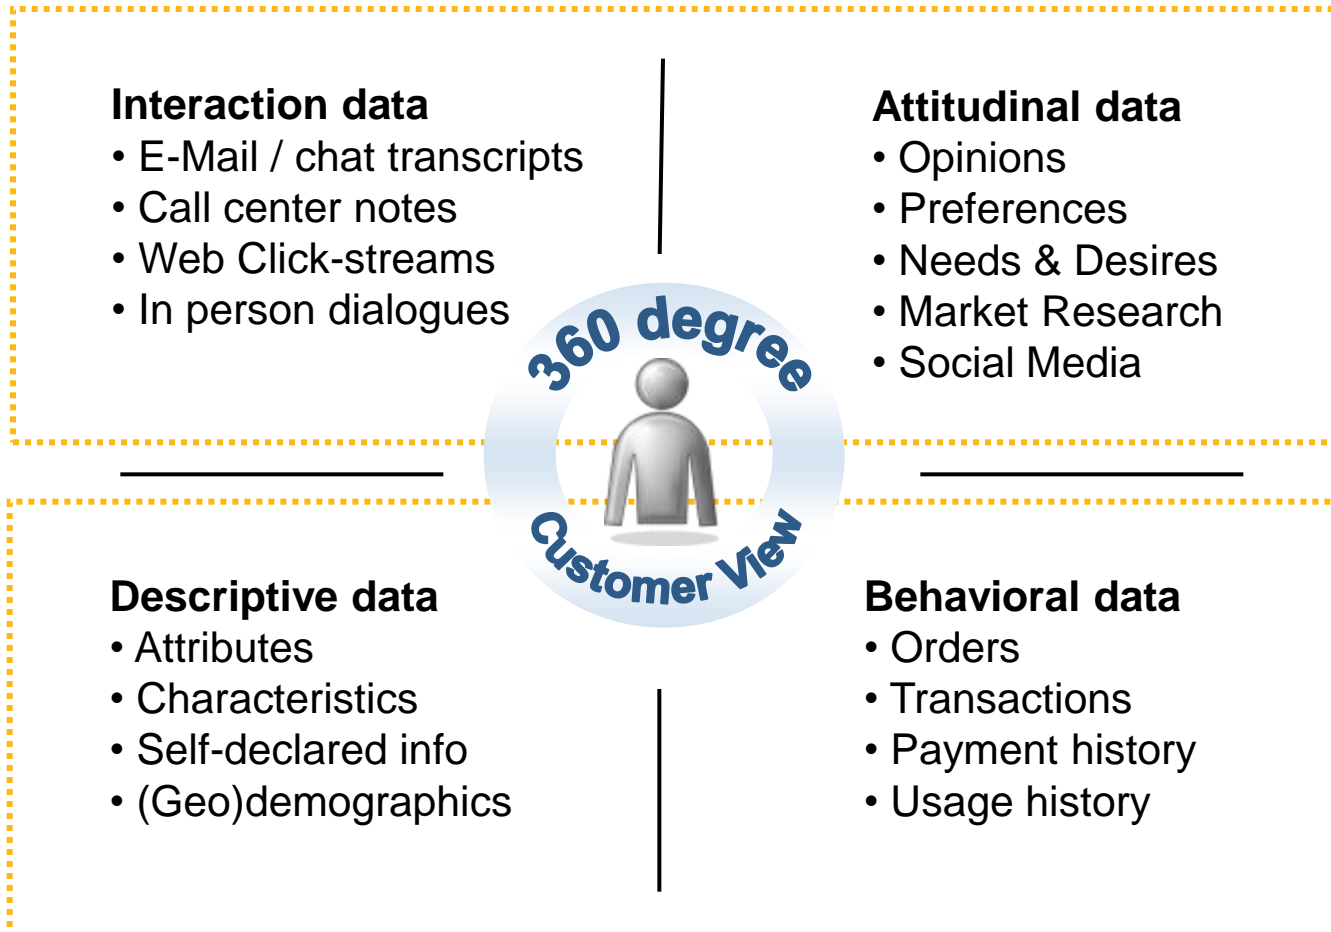 Interaction data
• E-Mail / chat transcripts
• Call center notes
• Web Click-streams
• In person dialogues
Attitudinal data
• Opinions
• Preferences
• Needs & Desires
• Market Research
• Social Media
360 degree
Customer View
Descriptive data
• Attributes
• Characteristics
• Self-declared info
• (Geo)demographics
Behavioral data
• Orders
• Transactions
• Payment history
• Usage history